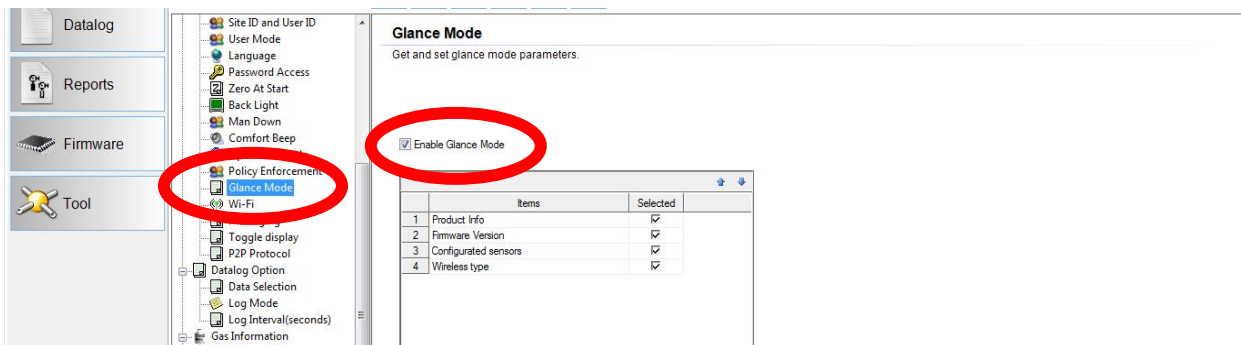 Datalog
Reports
Firmware
Tool
Site ID and User ID
User Mode
Language
Password Access
Zero At Start
Back Light
Man Down
Comfort Beep
Policy Enforcement
Glance Mode
Wi-Fi
Toggle display
P2P Protocol
Datalog Option
Data Selection
Log Mode
Log Interval(seconds)
Gas Information
Glance Mode
Get and set glance mode parameters.
Enable Glance Mode
Items Selected
1 Product Info
2 Firmware Version
3 Configurated sensors
4 Wireless type